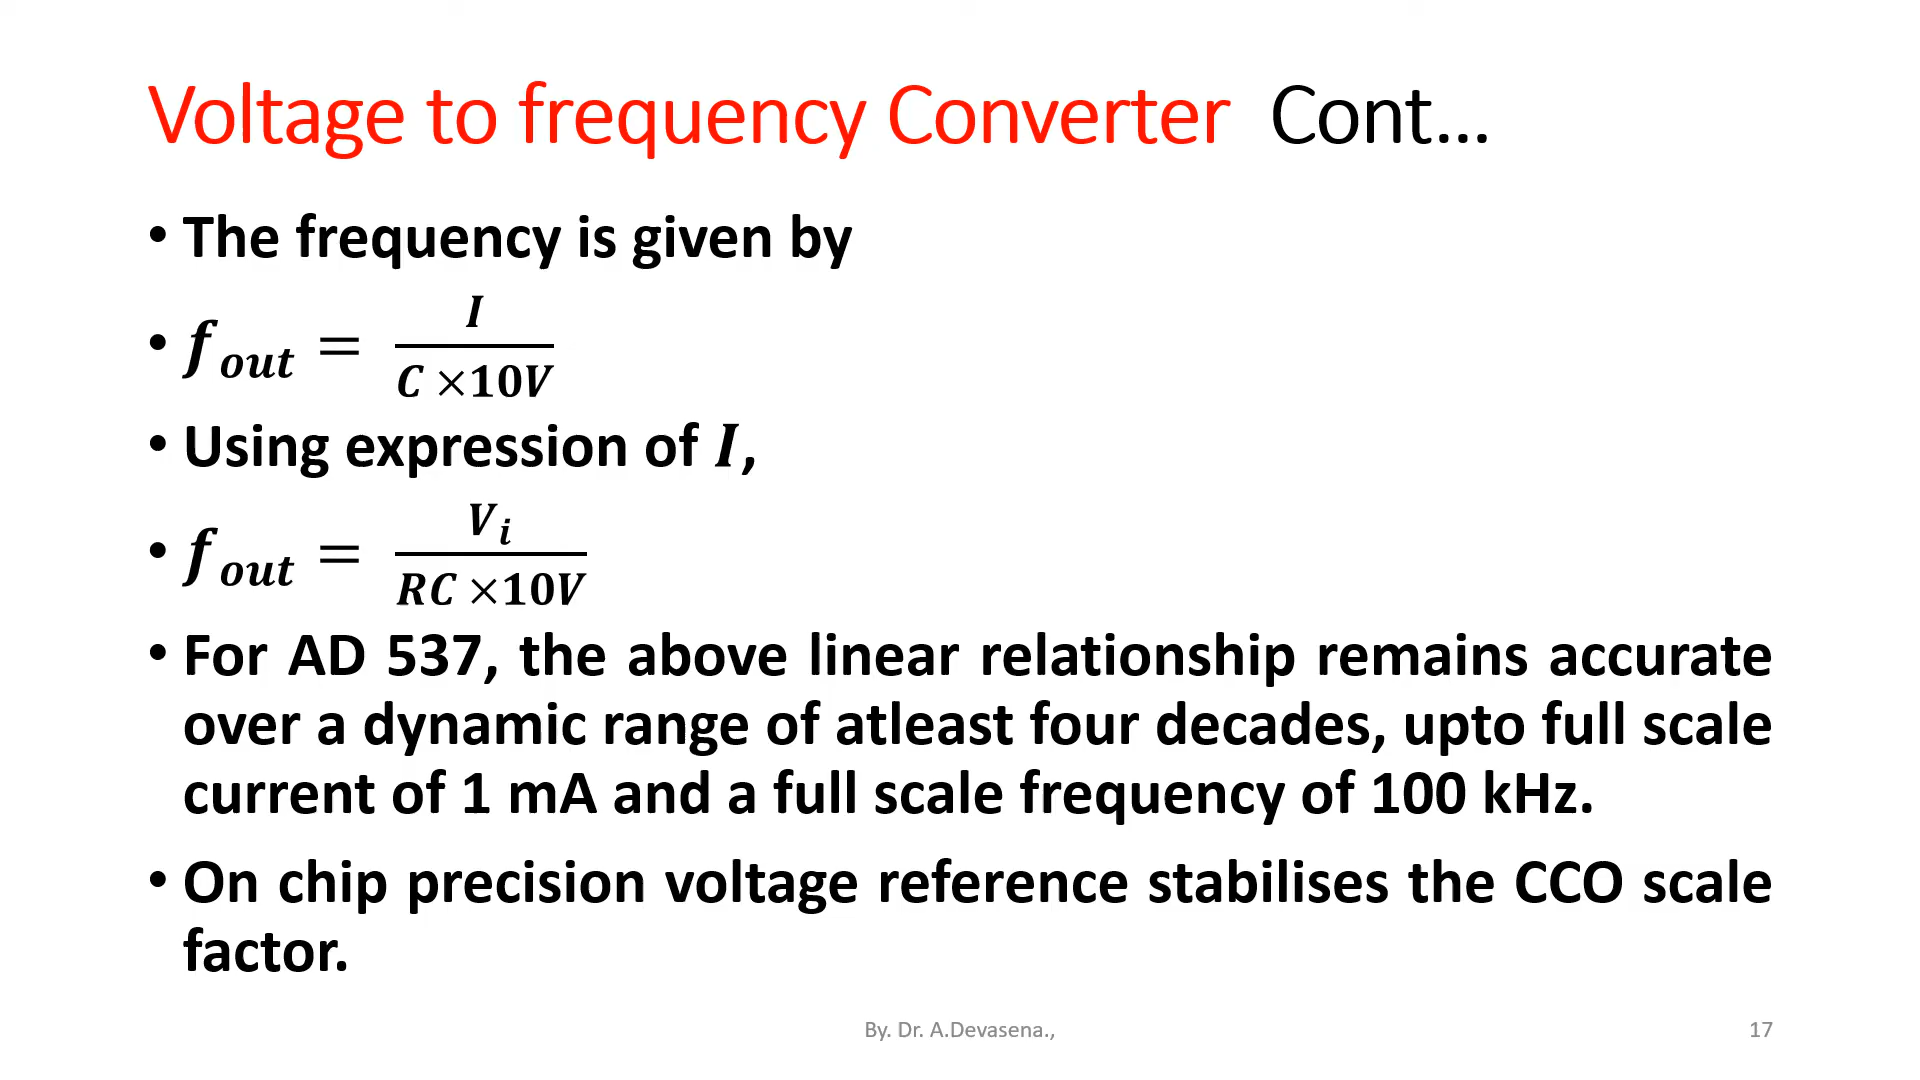 Voltage to frequency Converter Cont...
• The frequency is given by
• f_out = I / (C ×10V)
• Using expression of I,
• f_out = V_i / (RC ×10V)
• For AD 537, the above linear relationship remains accurate
over a dynamic range of atleast four decades, upto full scale
current of 1 mA and a full scale frequency of 100 kHz.
• On chip precision voltage reference stabilises the CCO scale
factor.
By. Dr. A.Devasena.,
17